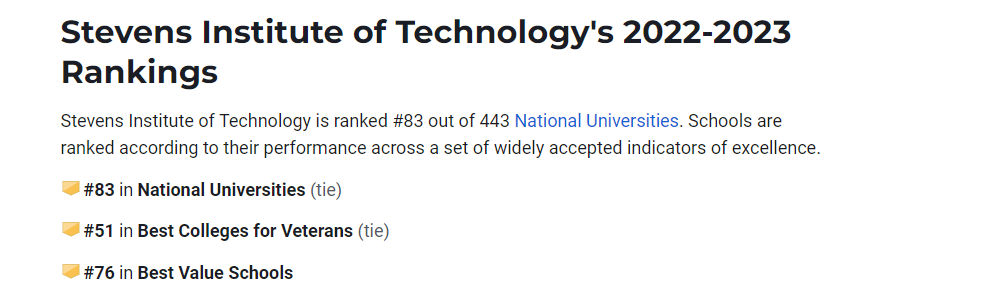 Stevens Institute of Technology's 2022-2023
Rankings
Stevens Institute of Technology is ranked #83 out of 443 National Universities. Schools are
ranked according to their performance across a set of widely accepted indicators of excellence.
#83 in National Universities (tie)
#51 in Best Colleges for Veterans (tie)
#76 in Best Value Schools